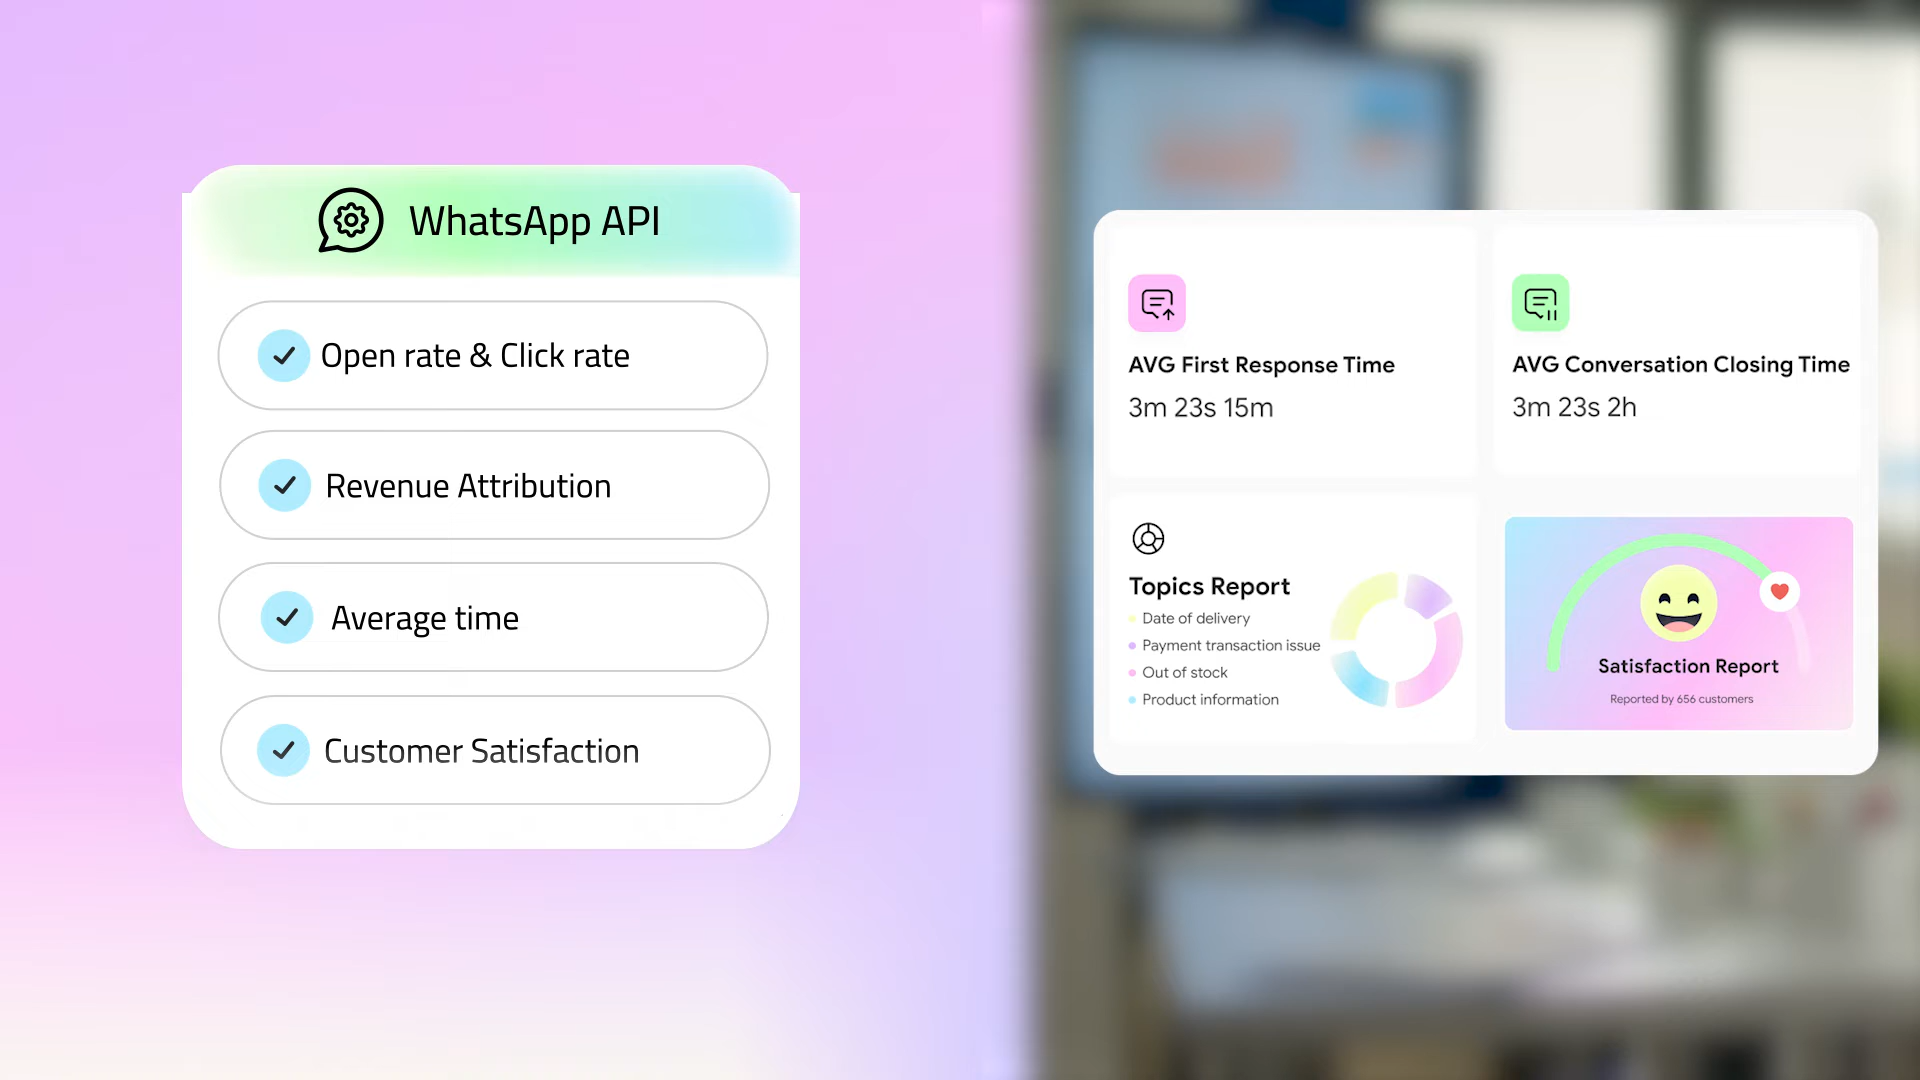 WhatsApp API
Open rate & Click rate
Revenue Attribution
Average time
Customer Satisfaction
AVG First Response Time
3m 23s 15m
AVG Conversation Closing Time
3m 23s 2h
Topics Report
Date of delivery
Payment transaction issue
Out of stock
Product information
Satisfaction Report
Reported by 656 customers